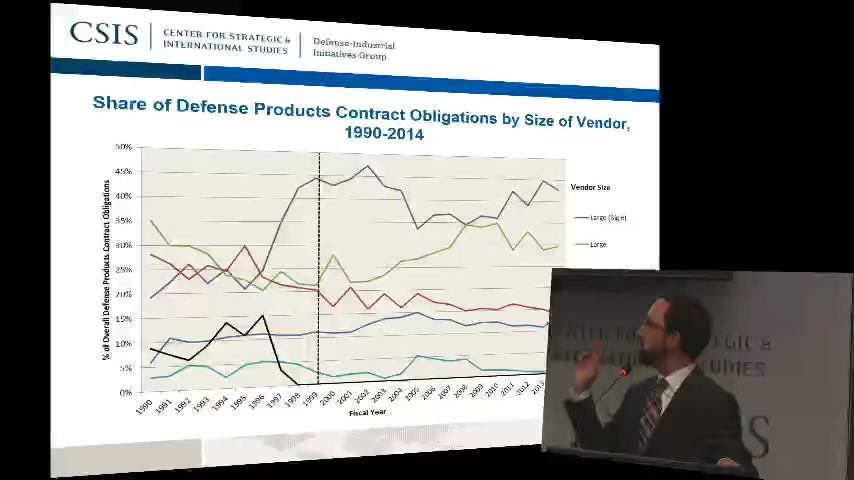 CSIS
CENTER FOR STRATEGIC &
INTERNATIONAL STUDIES
Defense-Industrial
Initiatives Group
Share of Defense Products Contract Obligations by Size of Vendor,
1990-2014
% of Overall Defense Products Contract Obligations
50%
45%
40%
35%
30%
25%
20%
15%
10%
5%
0%
1990
1991
1992
1993
1994
1995
1996
1997
1998
1999
2000
2001
2002
2003
2004
2005
2006
2007
2008
2009
2010
2011
2012
2013
Fiscal Year
Vendor Size
Large (Big 6)
Large
CENTER FOR STRATEGIC &
INTERNATIONAL STUDIES